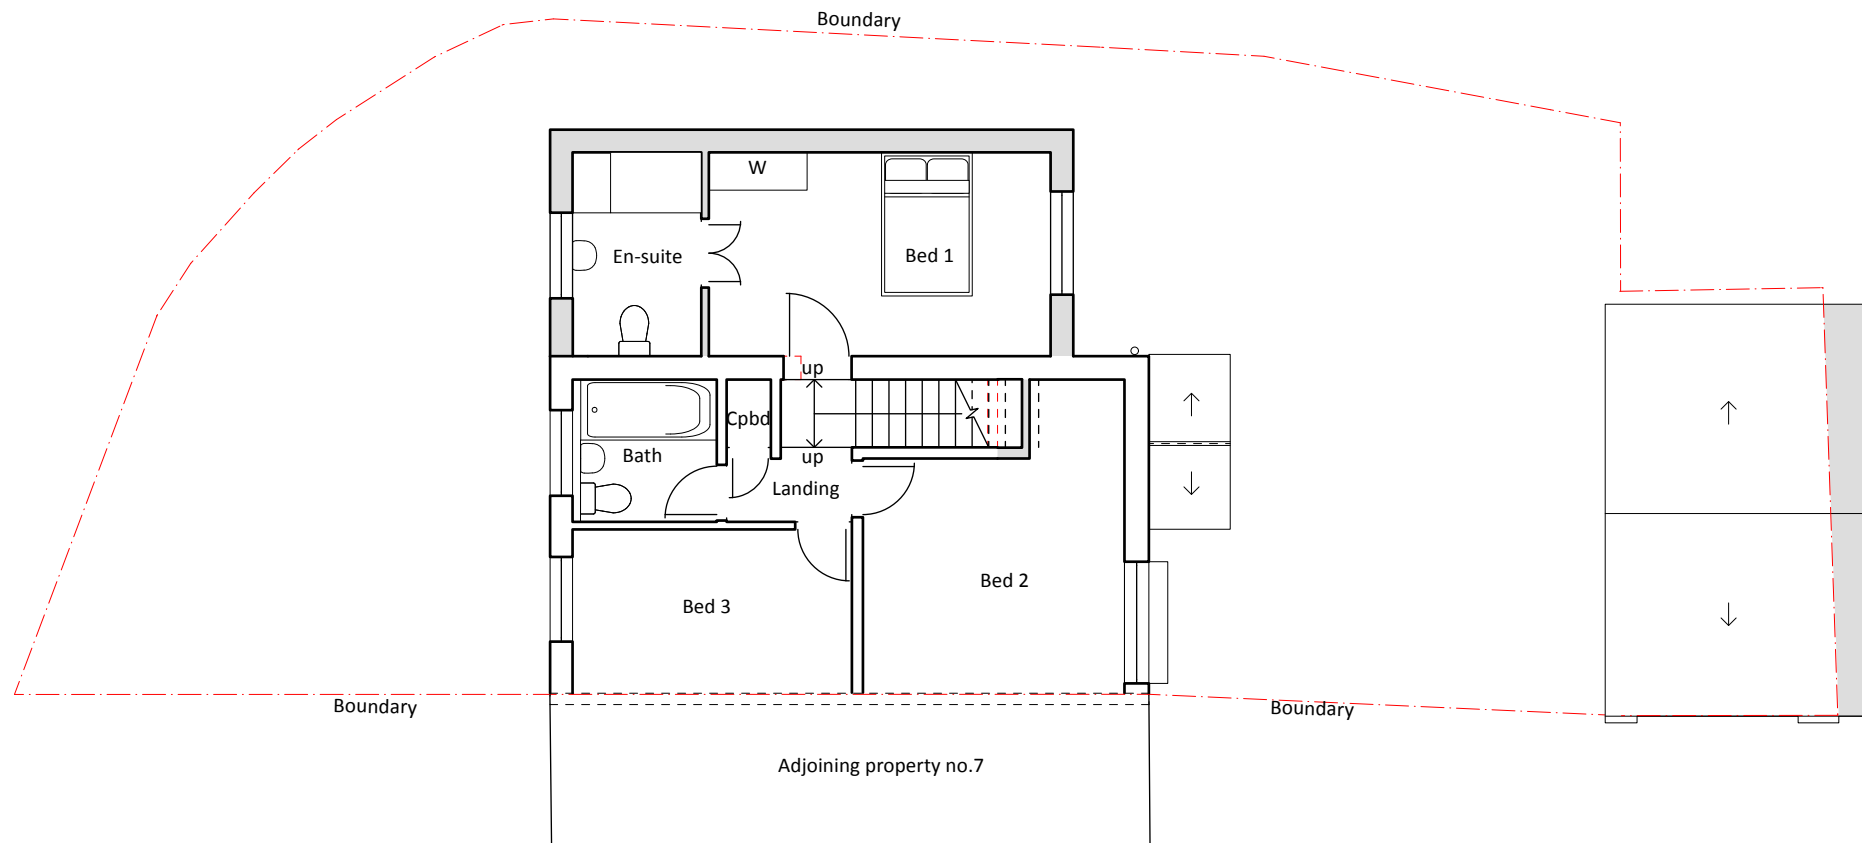 Boundary
W
En-suite
Bed 1
up
Cpbd
Bath
up
Landing
Bed 2
Bed 3
Boundary
Boundary
Adjoining property no.7